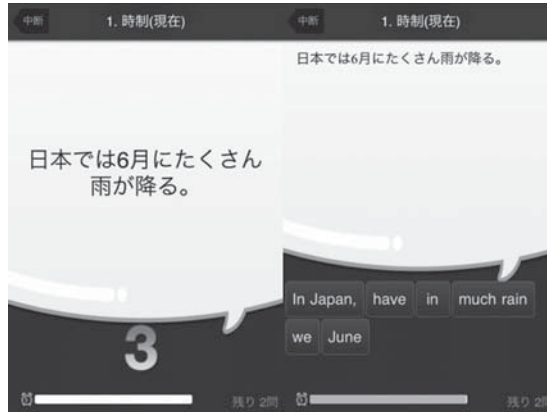 中断
1. 時制(現在)
日本では6月にたくさん
雨が降る。
3
残り 2問
中断
1. 時制(現在)
日本では6月にたくさん雨が降る。
In Japan,
have
in
much rain
we
June
残り 2問